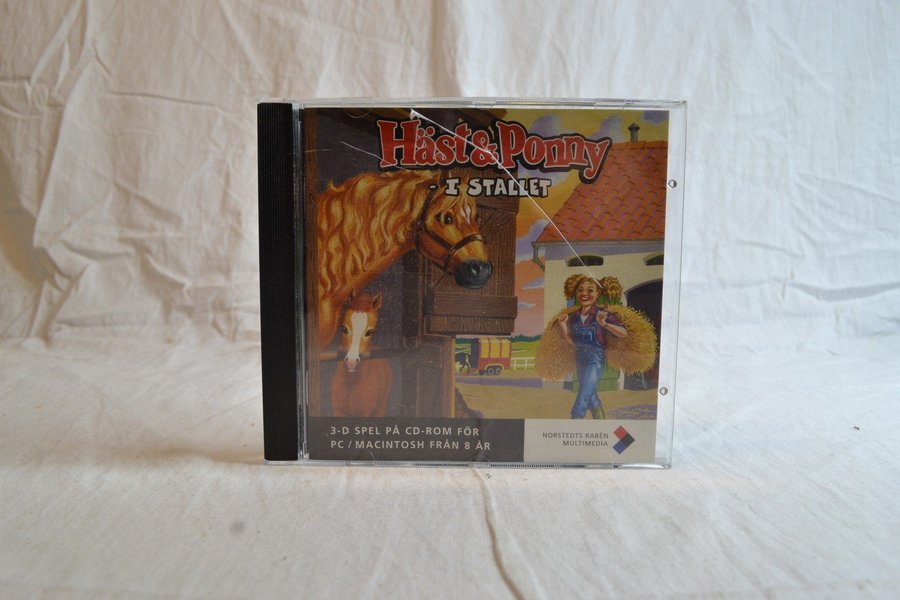 Häst & Ponny
- I STALLET
3-D SPEL PÅ CD-ROM FÖR
PC / MACINTOSH FRÅN 8 ÅR
NORSTEDTS RABÉN
MULTIMEDIA